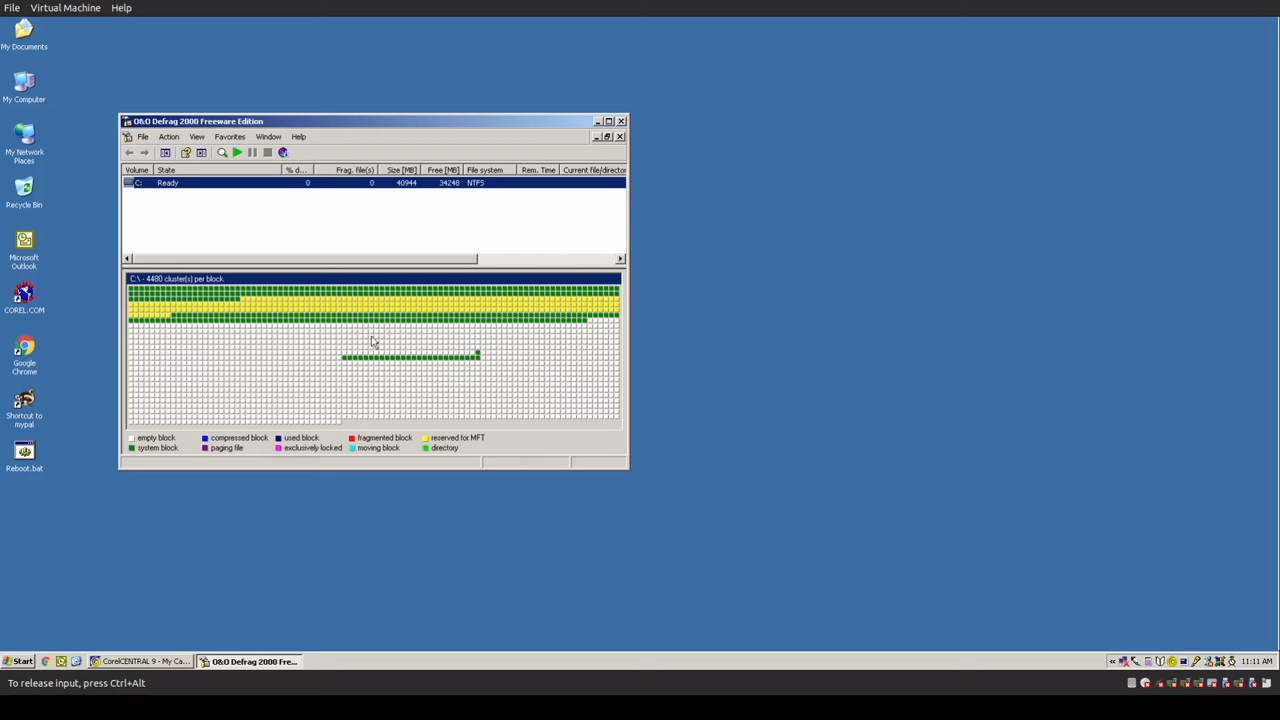 File Virtual Machine Help
My Documents
My Computer
My Network
Places
Recycle Bin
Microsoft
Outlook
COREL.COM
Google
Chrome
Shortcut to
mypal
Reboot.bat
O&O Defrag 2000 Freeware Edition
File Action View Favorites Window Help
Volume State % d... Frag. file(s) Size [MB] Free [MB] File system Rem. Time Current file/director
C: Ready 0 0 40944 34248 NTFS
C:\ - 4480 cluster(s) per block
empty block compressed block used block fragmented block reserved for MFT
system block paging file exclusively locked moving block directory
Start CorelCENTRAL 9 - My Ca... O&O Defrag 2000 Fre... « 11:11 AM
To release input, press Ctrl+Alt